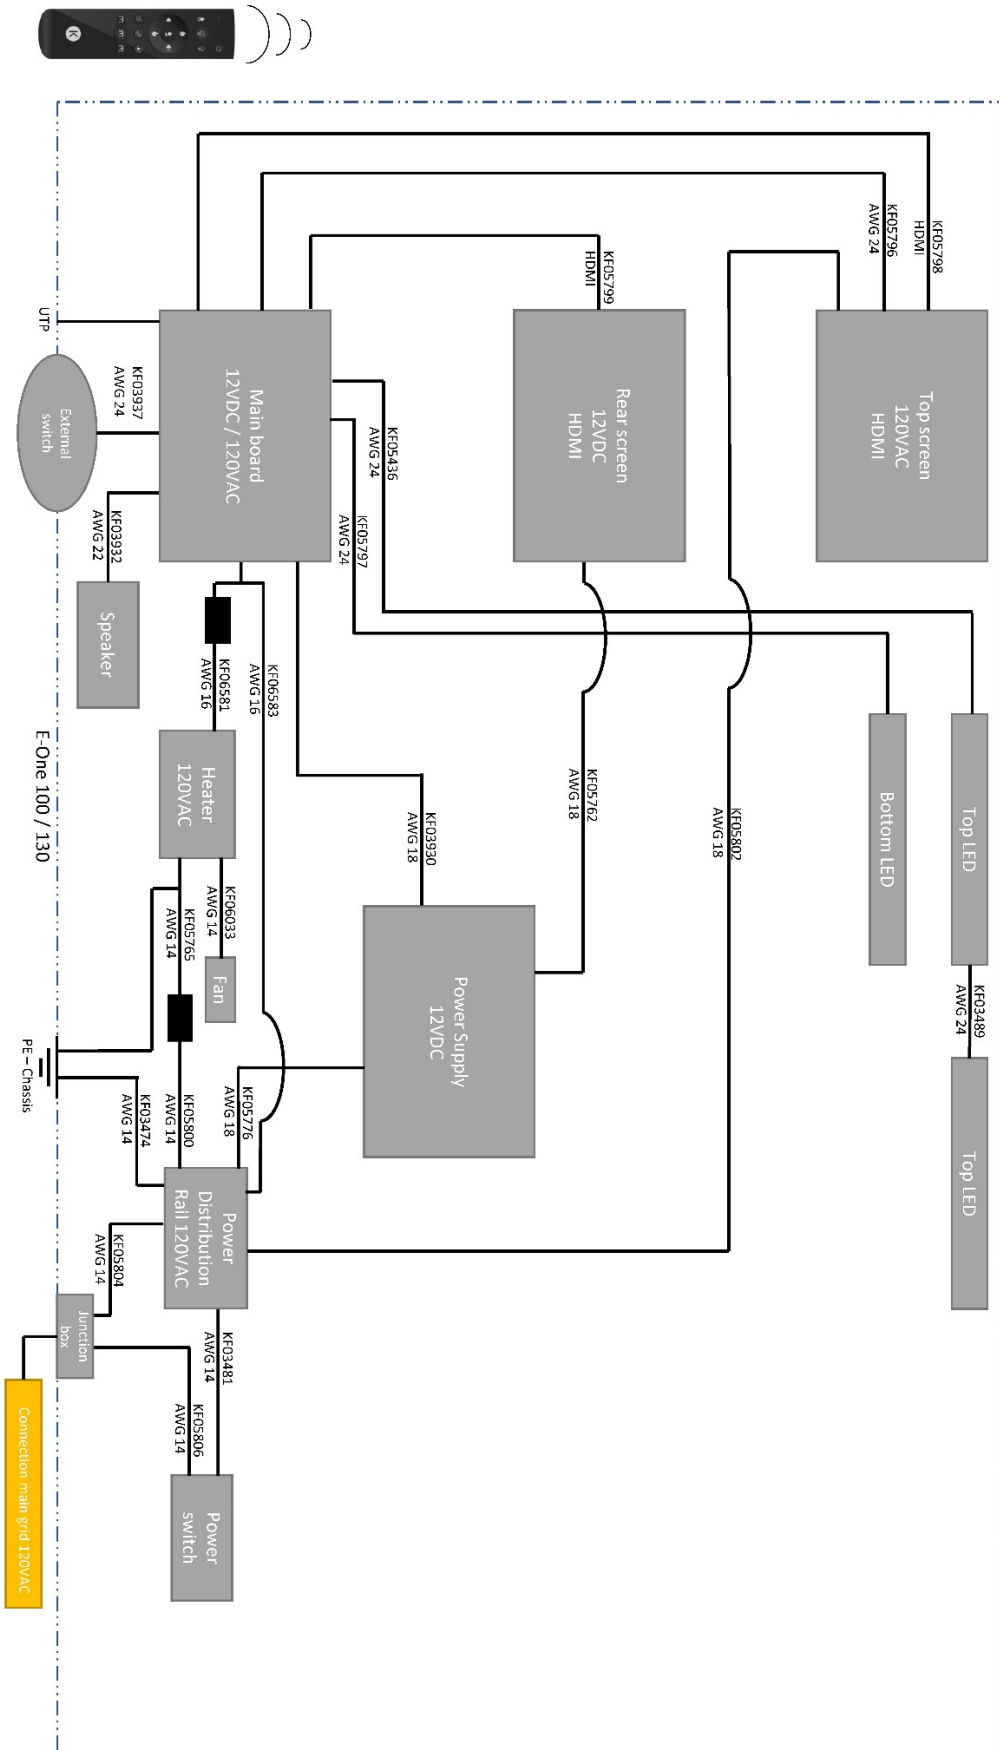 K
KF05798
HDMI
KF05796
AWG 24
KF05799
HDMI
Top screen
120VAC
HDMI
Rear screen
12VDC
HDMI
Main board
12VDC / 120VAC
UTP
External
switch
KF03937
AWG 24
KF03932
AWG 22
Speaker
KF05436
AWG 24
KF05797
AWG 24
KF06581
AWG 16
KF06583
AWG 16
Heater
120VAC
KF03930
AWG 18
KF05762
AWG 18
KF05802
AWG 18
Bottom LED
Top LED
KF03489
AWG 24
Top LED
KF06033
AWG 14
Fan
KF05765
AWG 14
Power Supply
12VDC
E-One 100 / 130
PE – Chassis
KF03474
AWG 14
KF05800
AWG 14
KF05776
AWG 18
Power
Distribution
Rail 120VAC
KF05804
AWG 14
Junction
box
KF03481
AWG 14
KF05806
AWG 14
Power
switch
Connection main grid 120VAC